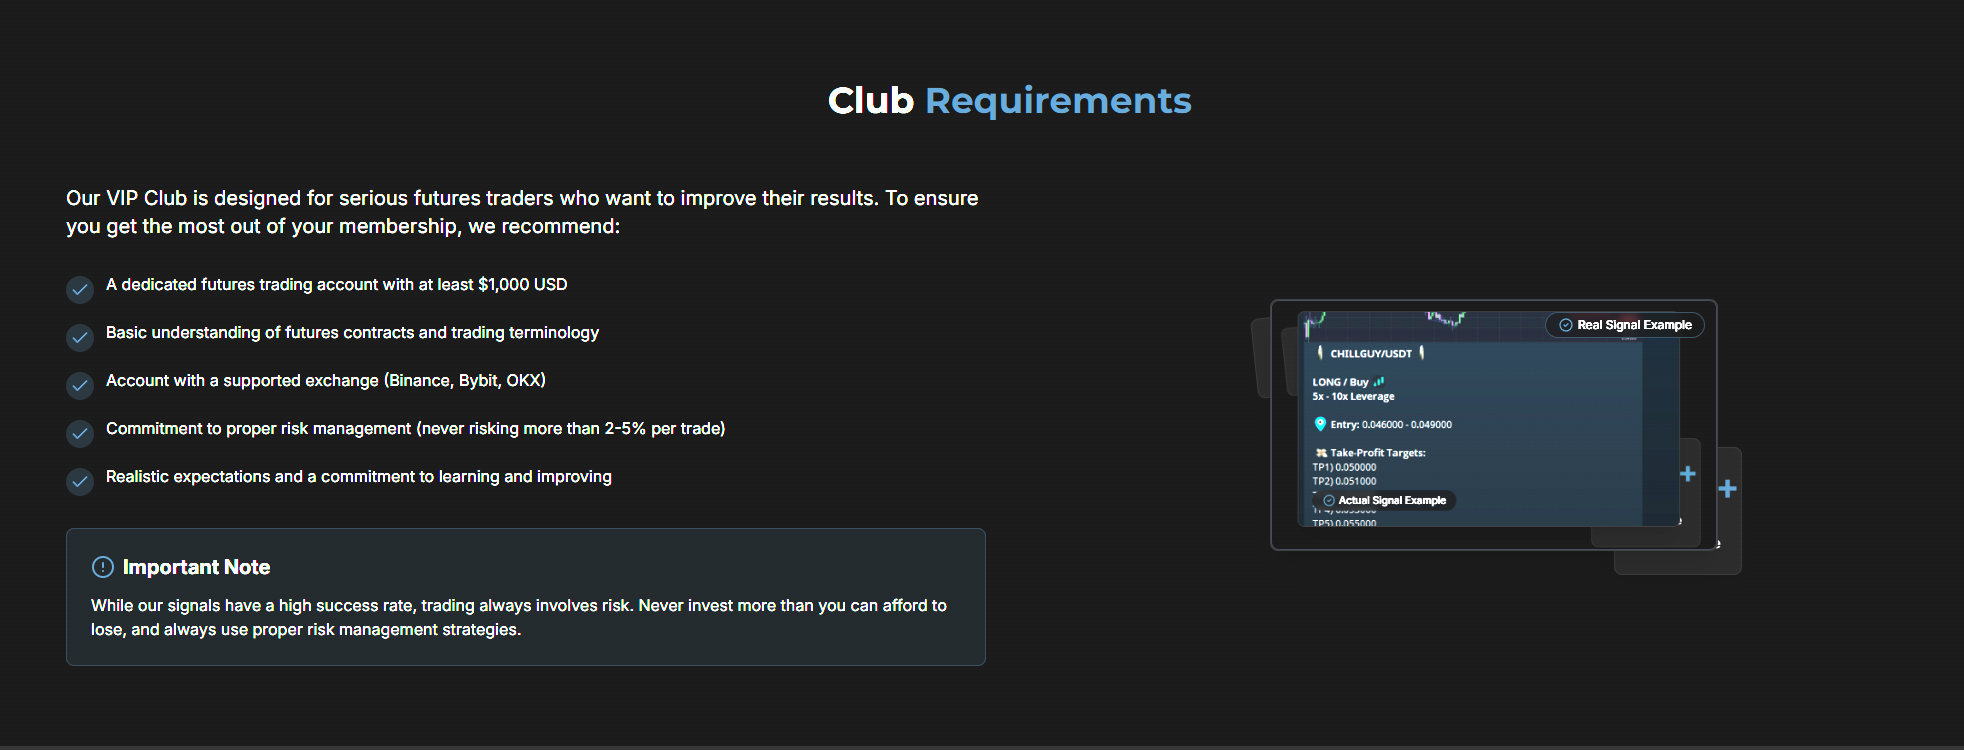 Club Requirements
Our VIP Club is designed for serious futures traders who want to improve their results. To ensure
you get the most out of your membership, we recommend:
A dedicated futures trading account with at least $1,000 USD
Basic understanding of futures contracts and trading terminology
Account with a supported exchange (Binance, Bybit, OKX)
Commitment to proper risk management (never risking more than 2-5% per trade)
Realistic expectations and a commitment to learning and improving
Important Note
While our signals have a high success rate, trading always involves risk. Never invest more than you can afford to
lose, and always use proper risk management strategies.
Real Signal Example
CHILLGUY/USDT
LONG / Buy
5x - 10x Leverage
Entry: 0.046000 - 0.049000
Take-Profit Targets:
TP1) 0.050000
TP2) 0.051000
Actual Signal Example
TP5) 0.055000